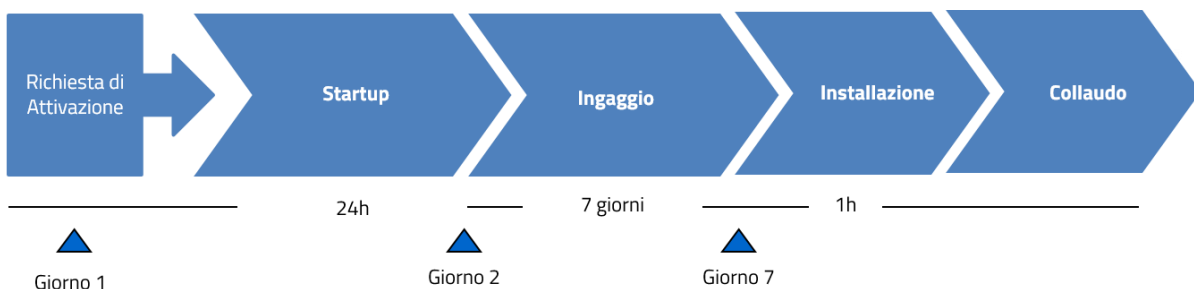 Richiesta di
Attivazione
Startup
Ingaggio
Installazione
Collaudo
24h
7 giorni
1h
Giorno 1
Giorno 2
Giorno 7